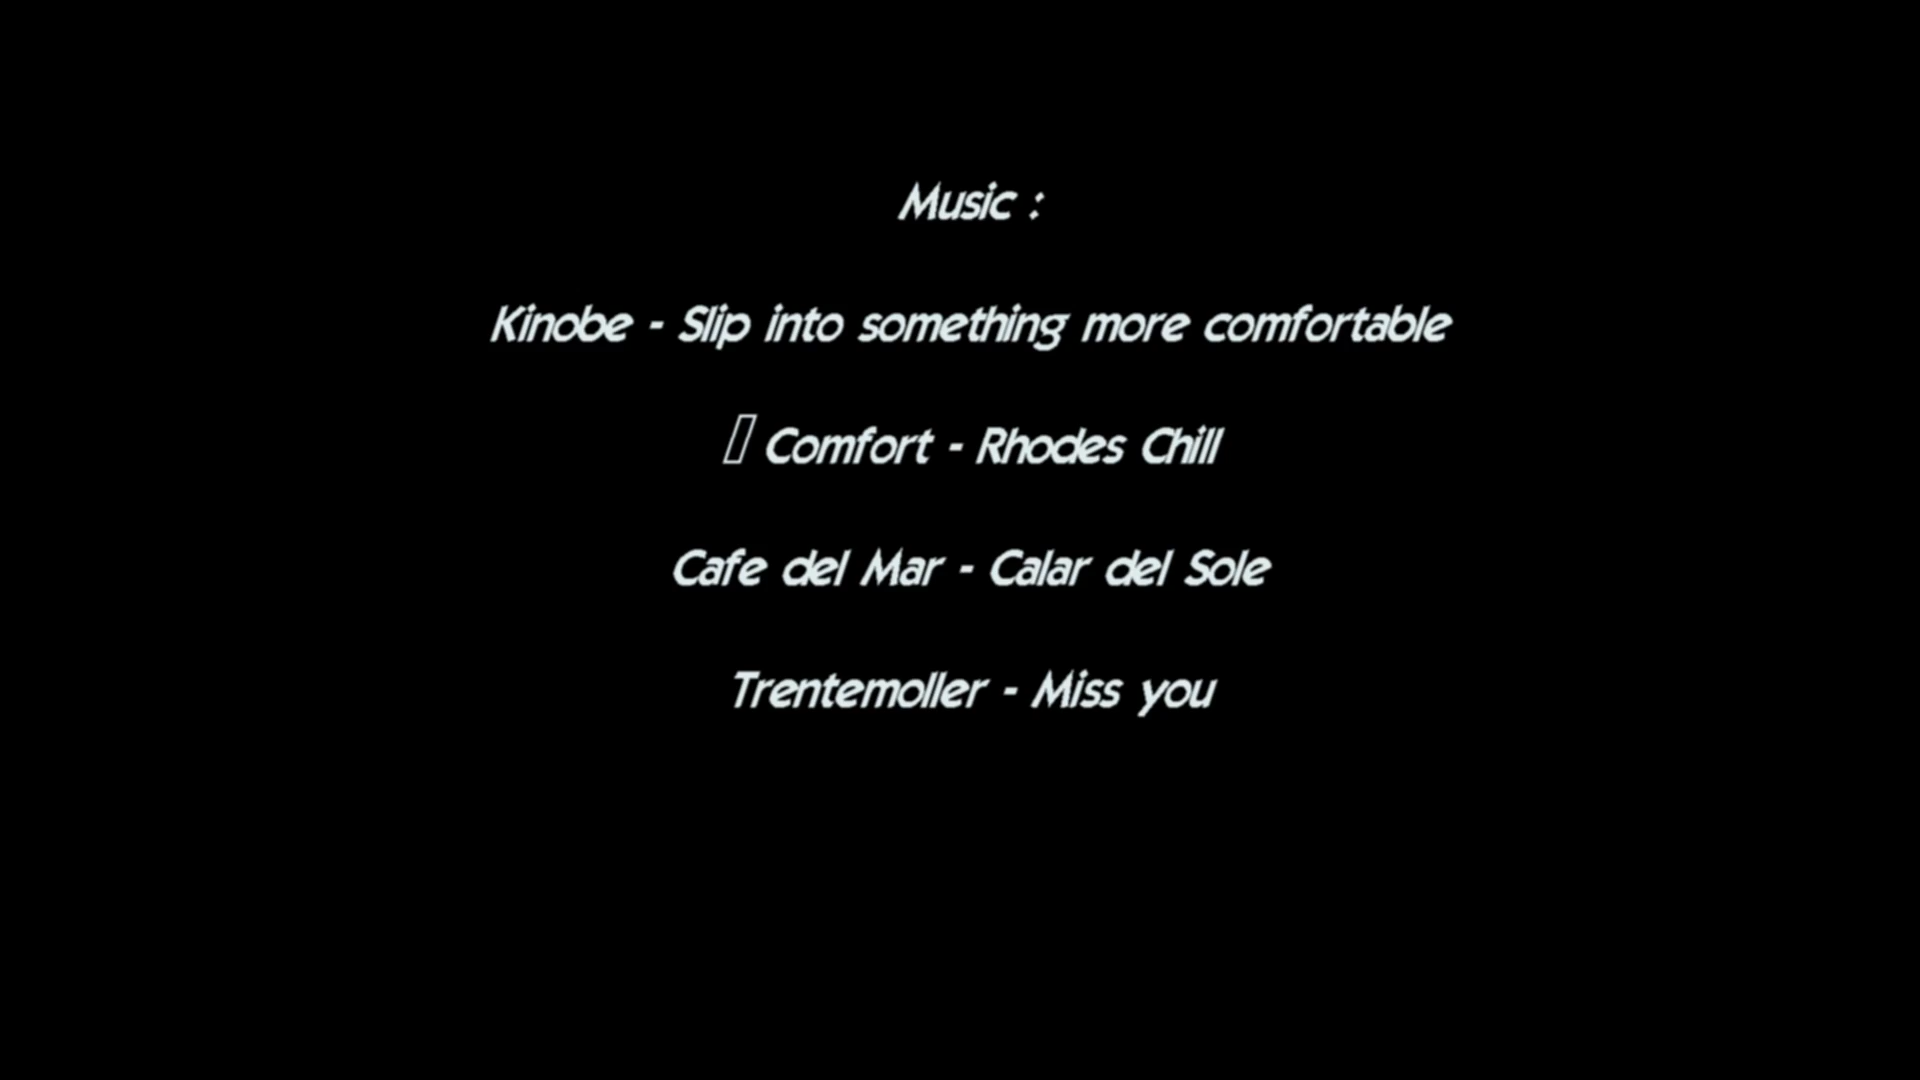 Music :
Kinobe - Slip into something more comfortable
Comfort - Rhodes Chill
Cafe del Mar - Calar del Sole
Trentemoller - Miss you